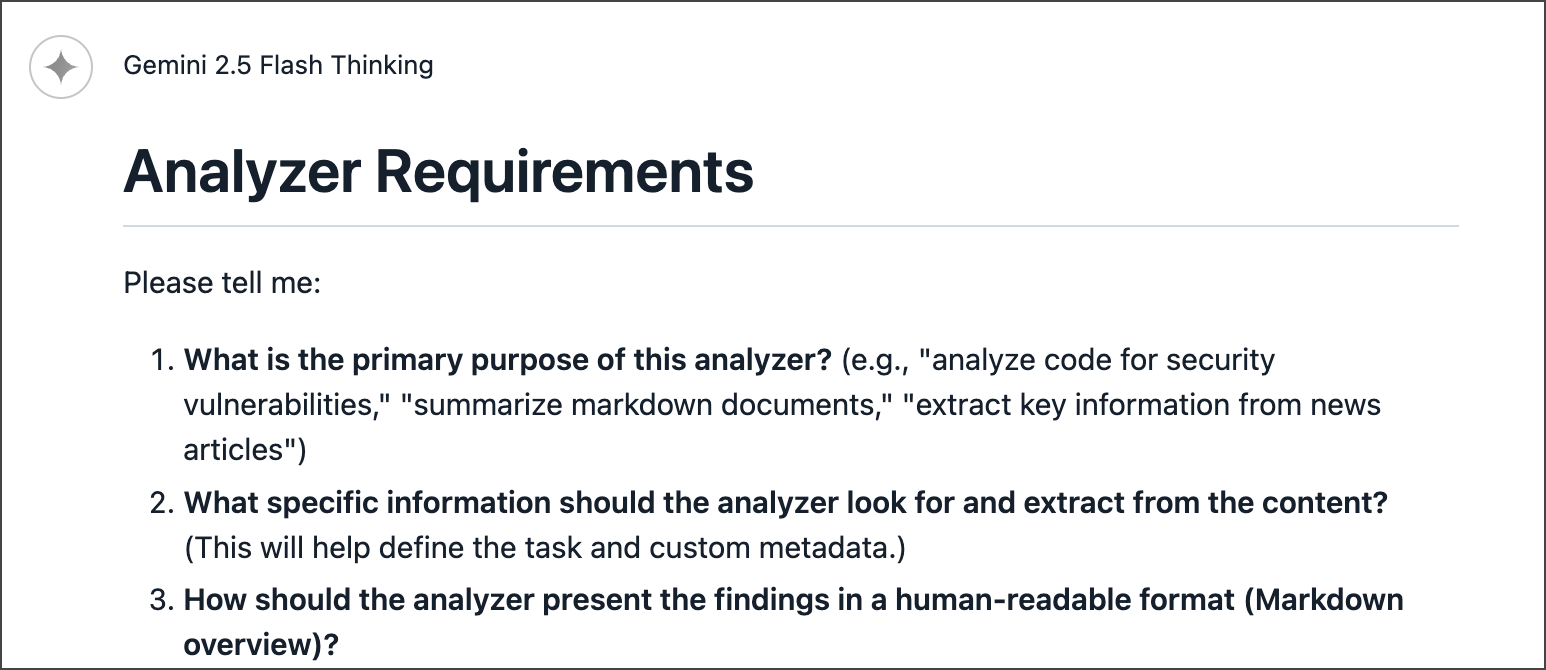 Gemini 2.5 Flash Thinking
Analyzer Requirements
Please tell me:
1. What is the primary purpose of this analyzer? (e.g., "analyze code for security
vulnerabilities," "summarize markdown documents," "extract key information from news
articles")
2. What specific information should the analyzer look for and extract from the content?
(This will help define the task and custom metadata.)
3. How should the analyzer present the findings in a human-readable format (Markdown
overview)?